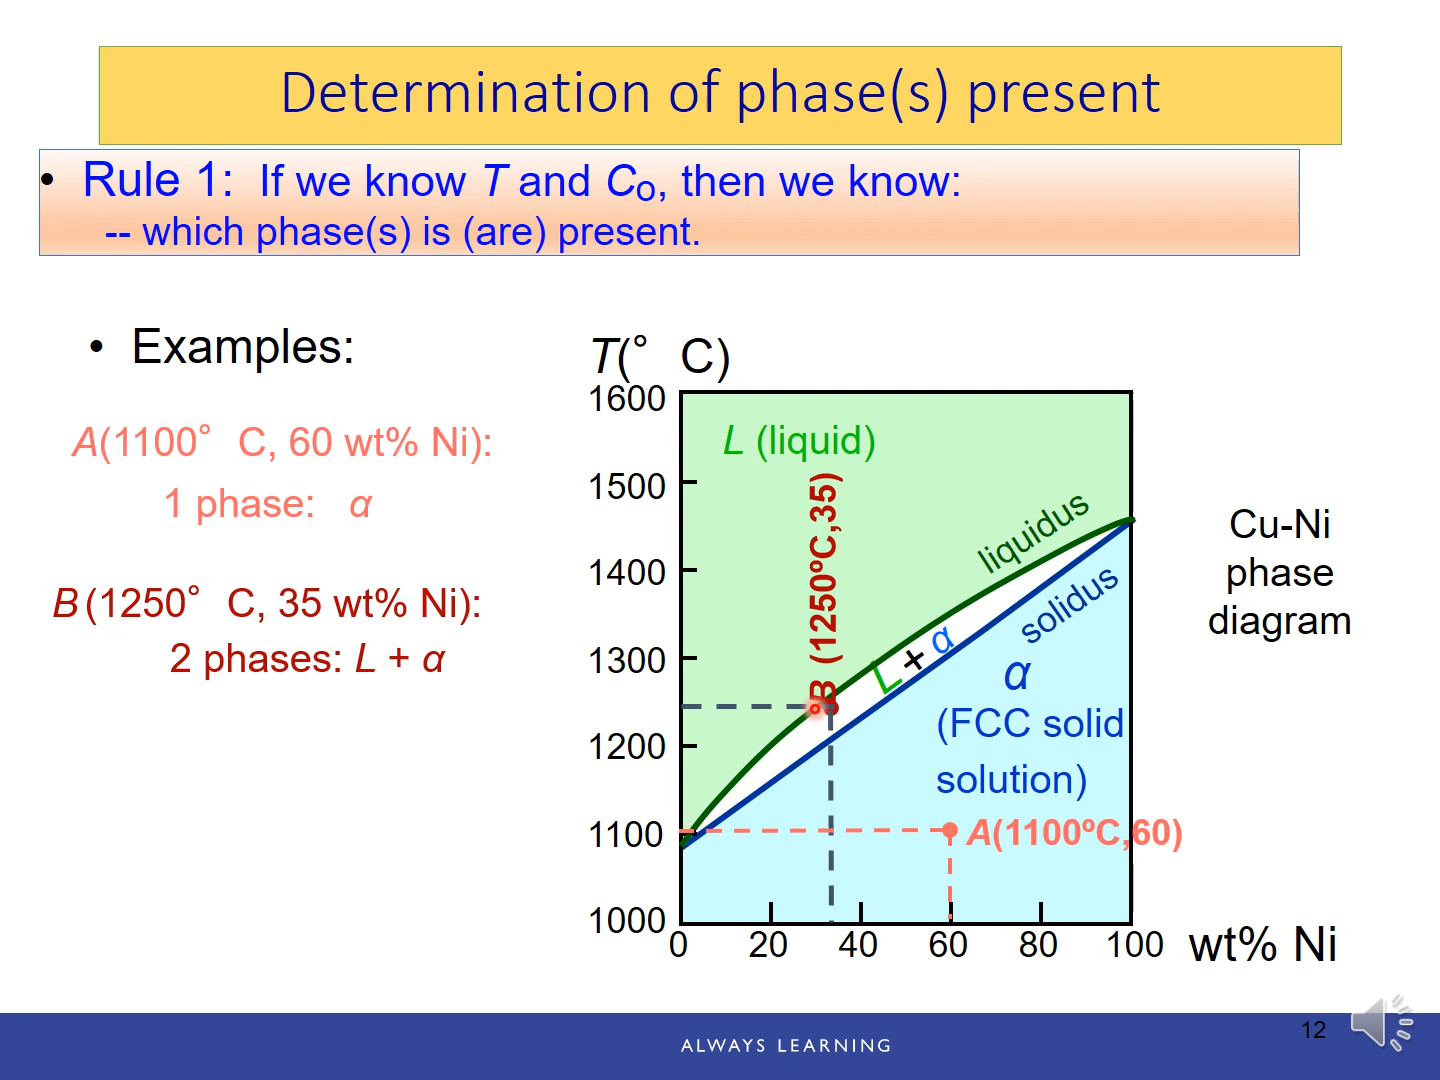 Determination of phase(s) present
• Rule 1: If we know T and Co, then we know:
-- which phase(s) is (are) present.
• Examples:
A(1100° C, 60 wt% Ni):
1 phase: α
B (1250° C, 35 wt% Ni):
2 phases: L + α
T(° C)
1600
1500
1400
1300
1200
1100
1000
0 20 40 60 80 100
wt% Ni
L (liquid)
B (1250ºC,35)
liquidus
solidus
L + α
α
(FCC solid
solution)
A(1100ºC,60)
Cu-Ni
phase
diagram
ALWAYS LEARNING
12